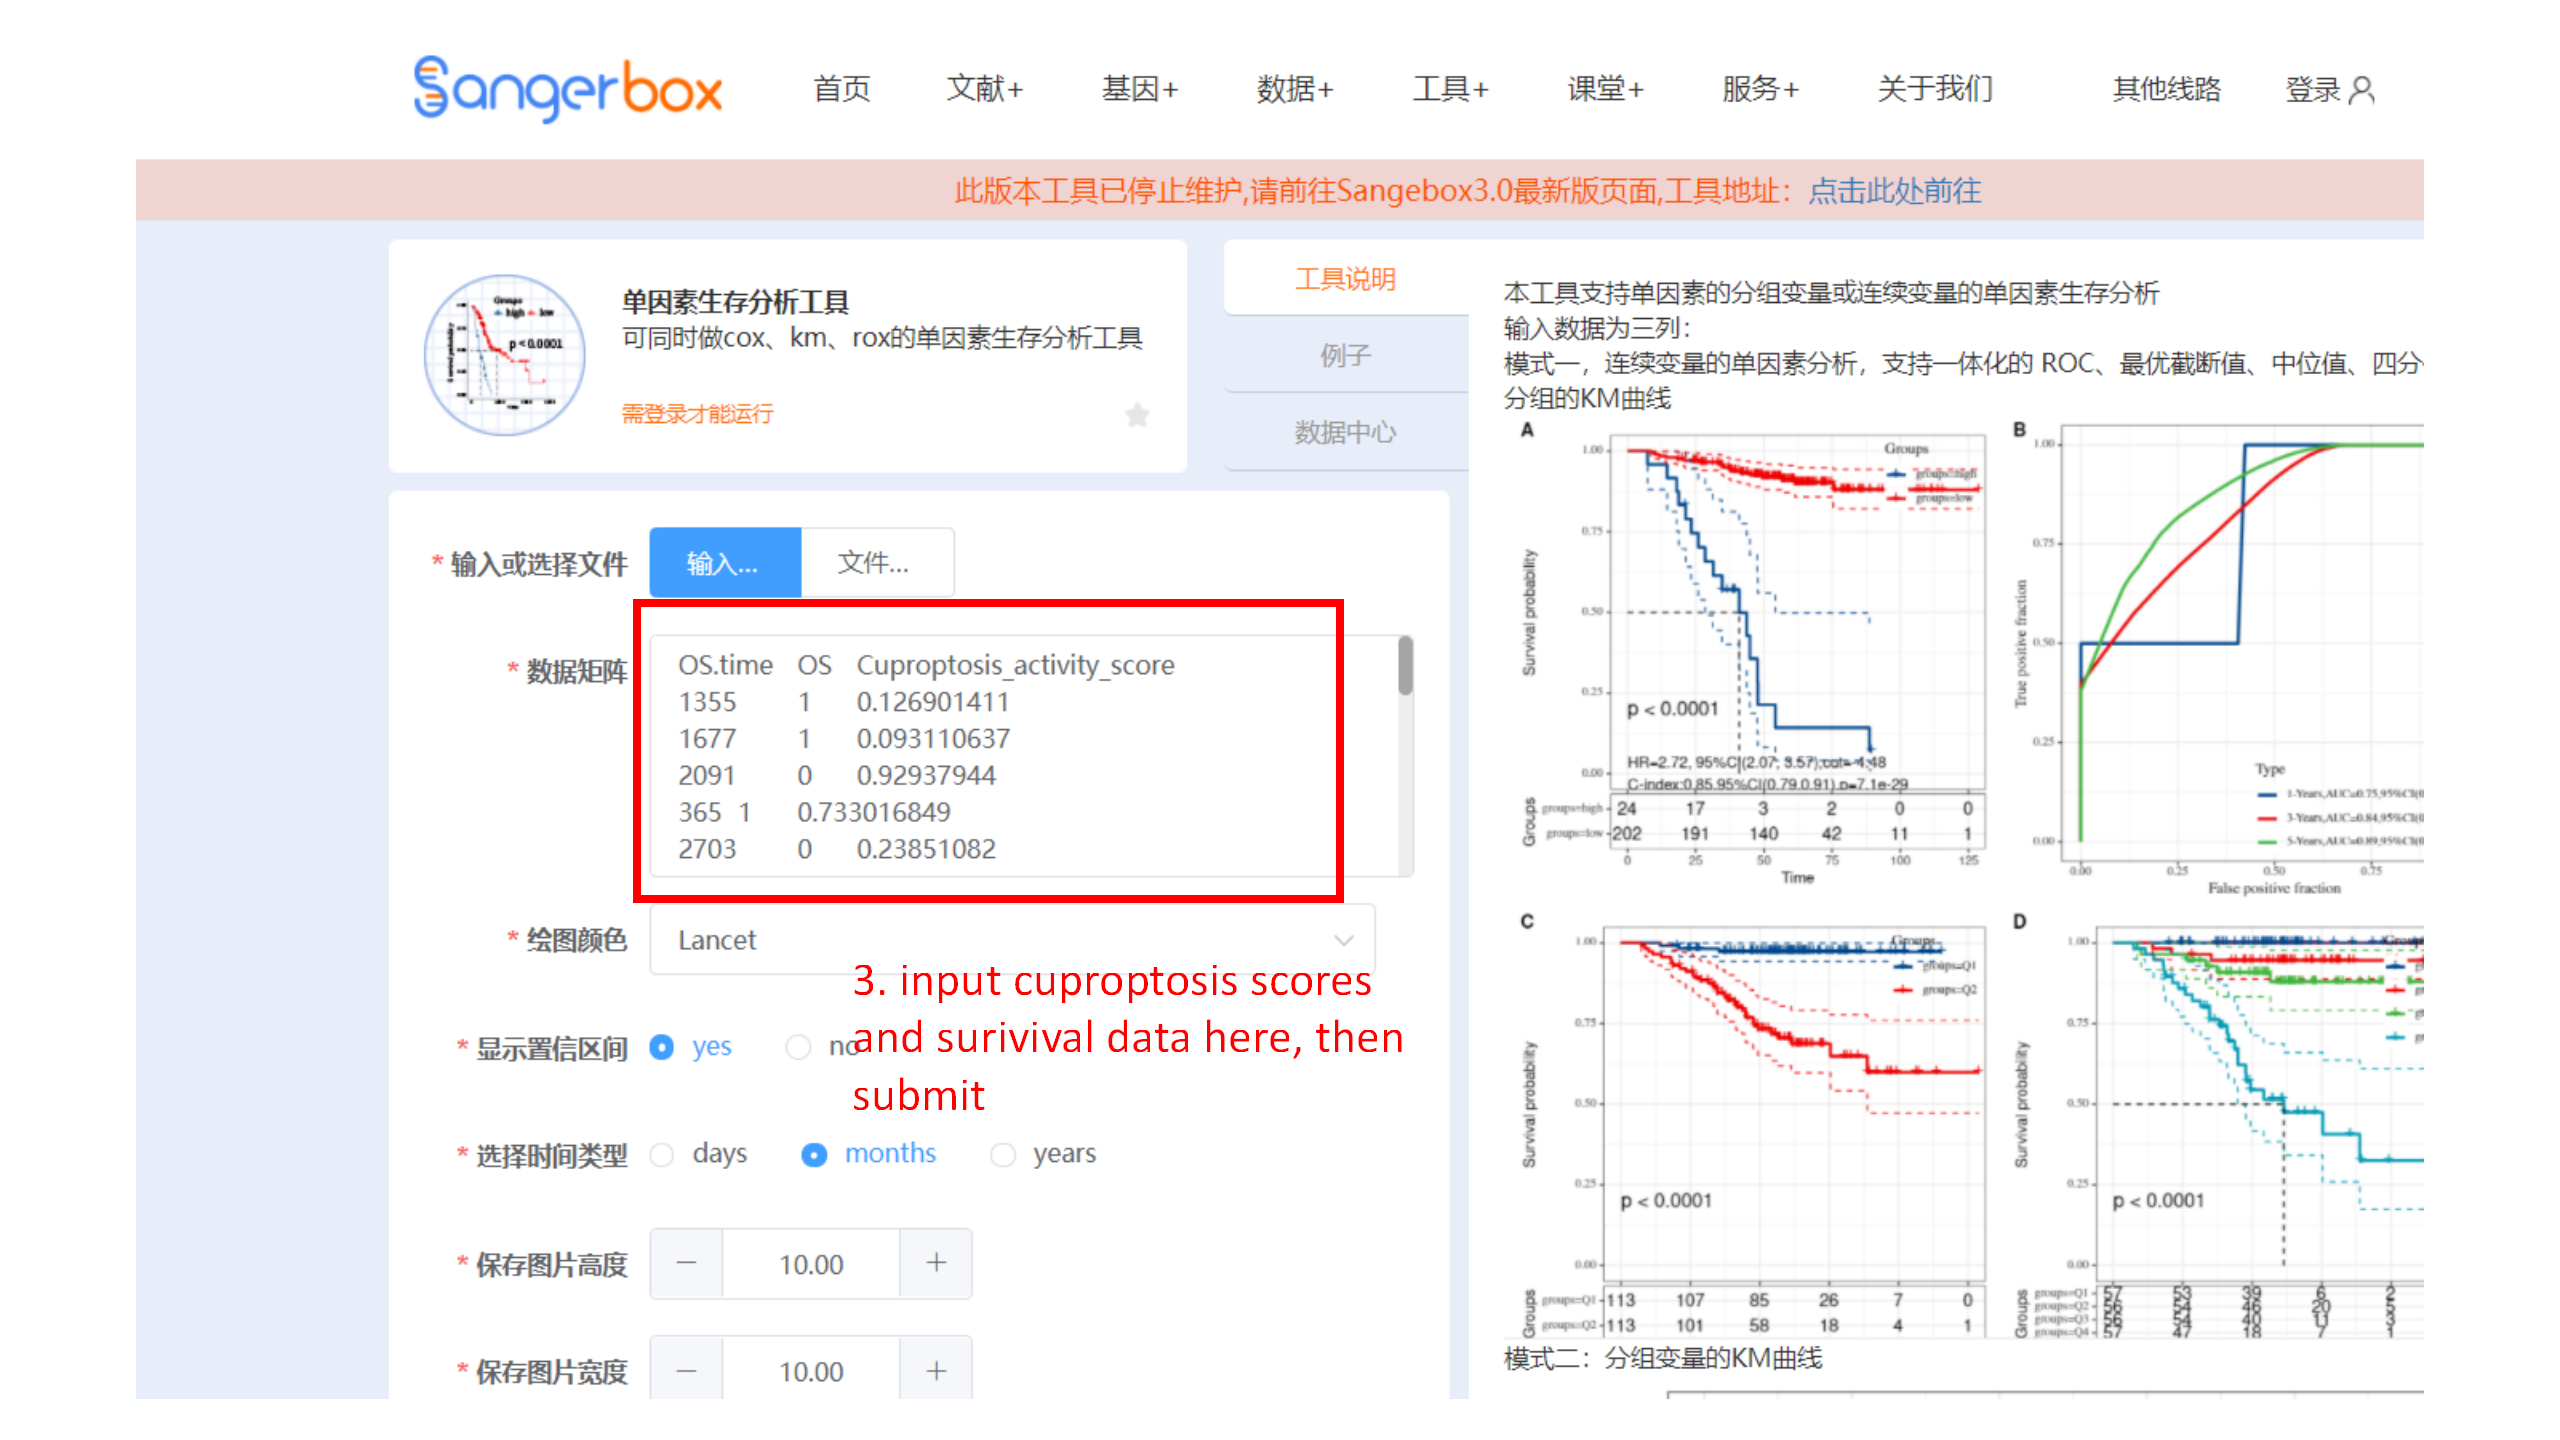 Sangerbox 首页 文献+ 基因+ 数据+ 工具+ 课堂+ 服务+ 关于我们 其他线路 登录
此版本工具已停止维护,请前往Sangebox3.0最新版页面,工具地址：点击此处前往
单因素生存分析工具
可同时做cox、km、rox的单因素生存分析工具
需登录才能运行
Groups
high low
p < 0.0001
* 输入或选择文件 输入... 文件...
* 数据矩阵
OS.time OS Cuproptosis_activity_score
1355 1 0.126901411
1677 1 0.093110637
2091 0 0.92937944
365 1 0.733016849
2703 0 0.23851082
* 绘图颜色 Lancet
3. input cuproptosis scores
and surivival data here, then
submit
* 显示置信区间 yes no
* 选择时间类型 days months years
* 保存图片高度 − 10.00 +
* 保存图片宽度 − 10.00 +
工具说明
例子
数据中心
本工具支持单因素的分组变量或连续变量的单因素生存分析
输入数据为三列：
模式一，连续变量的单因素分析，支持一体化的 ROC、最优截断值、中位值、四分
分组的KM曲线
A
Groups
groups=high
groups=low
Survival probability
1.00
0.75
0.50
0.25
0.00
p < 0.0001
HR=2.72, 95%CI(2.07, 3.57),cut=4.48
C-index:0.85,95%CI(0.79,0.91),p=7.1e-29
Groups
groups=high 24 17 3 2 0 0
groups=low 202 191 140 42 11 1
0 25 50 75 100 125
Time
B
True positive fraction
1.00
0.75
0.50
0.25
0.00
Type
1-Years,AUC=0.75,95%CI(0
3-Years,AUC=0.84,95%CI(0
5-Years,AUC=0.89,95%CI(0
0.00 0.25 0.50 0.75
False positive fraction
C
Groups
groups=Q1
groups=Q2
Survival probability
1.00
0.75
0.50
0.25
0.00
p < 0.0001
Groups
groups=Q1 113 107 85 26 7 0
groups=Q2 113 101 58 18 4 1
D
Survival probability
1.00
0.75
0.50
0.25
0.00
p < 0.0001
Groups
groups=Q1 57 53 39 6 2
groups=Q2 56 54 46 20 5
groups=Q3 56 54 40 11 3
groups=Q4 57 47 18 7 1
模式二：分组变量的KM曲线